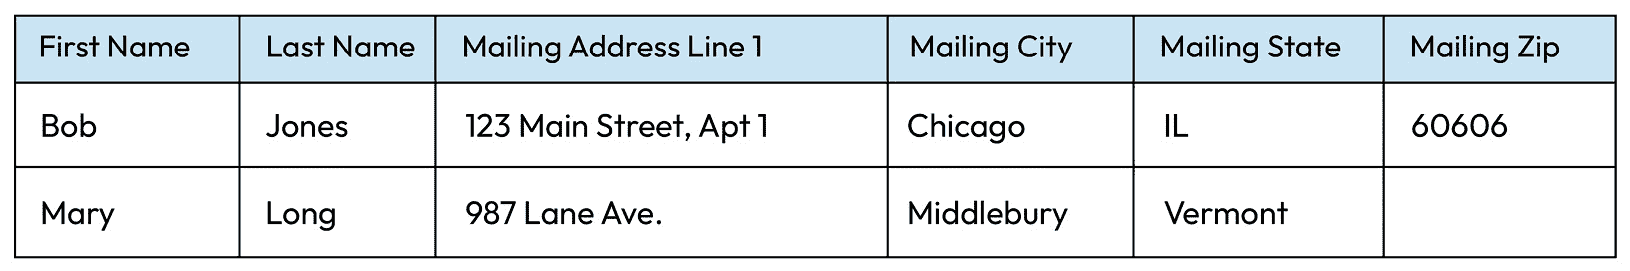 First Name Last Name Mailing Address Line 1 Mailing City Mailing State Mailing Zip
Bob Jones 123 Main Street, Apt 1 Chicago IL 60606
Mary Long 987 Lane Ave. Middlebury Vermont